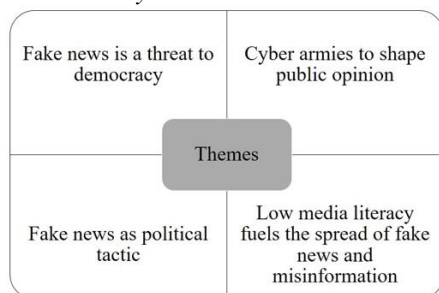 Fake news is a threat to
democracy
Cyber armies to shape
public opinion
Themes
Fake news as political
tactic
Low media literacy
fuels the spread of fake
news and
misinformation